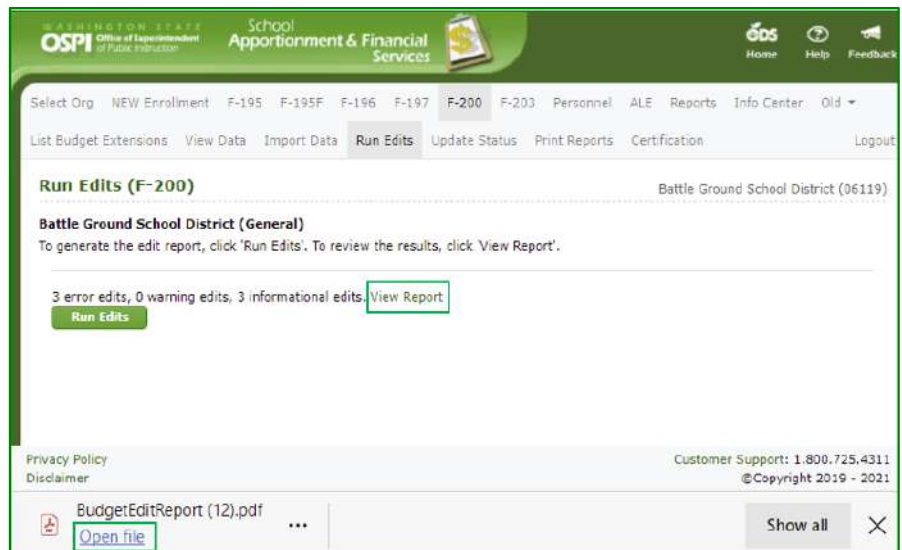 WASHINGTON STATE
OSPI Office of Superintendent of Public Instruction
School
Apportionment & Financial
Services
EDS
Home
Help
Feedback
Select Org NEW Enrollment F-195 F-195F F-196 F-197 F-200 F-203 Personnel ALE Reports Info Center Old
List Budget Extensions View Data Import Data Run Edits Update Status Print Reports Certification Logout
Run Edits (F-200) Battle Ground School District (06119)
Battle Ground School District (General)
To generate the edit report, click 'Run Edits'. To review the results, click 'View Report'.
3 error edits, 0 warning edits, 3 informational edits. View Report
Run Edits
Privacy Policy Customer Support: 1.800.725.4311
Disclaimer ©Copyright 2019 - 2021
BudgetEditReport (12).pdf
Open file
...
Show all